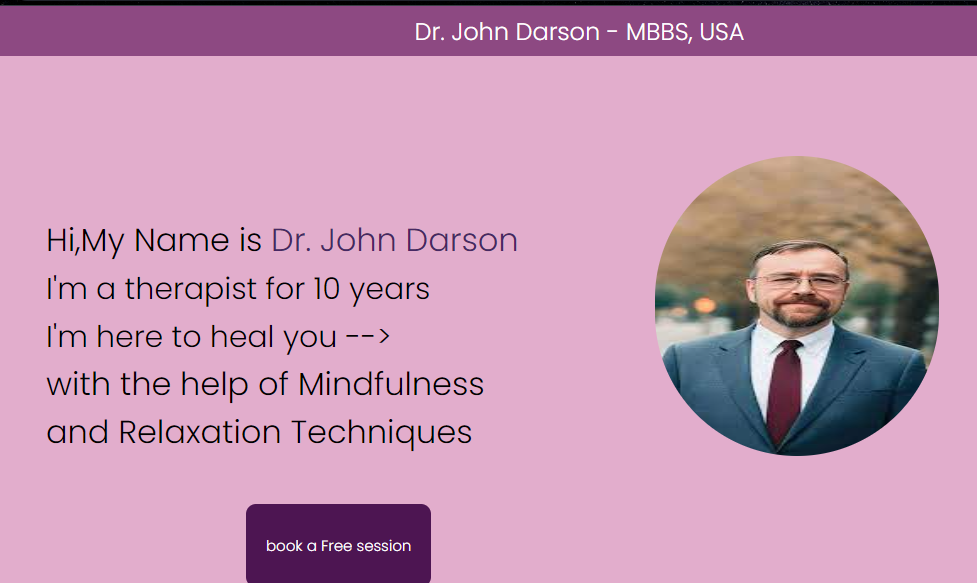 Dr. John Darson - MBBS, USA
Hi,My Name is Dr. John Darson
I'm a therapist for 10 years
I'm here to heal you -->
with the help of Mindfulness
and Relaxation Techniques
book a Free session